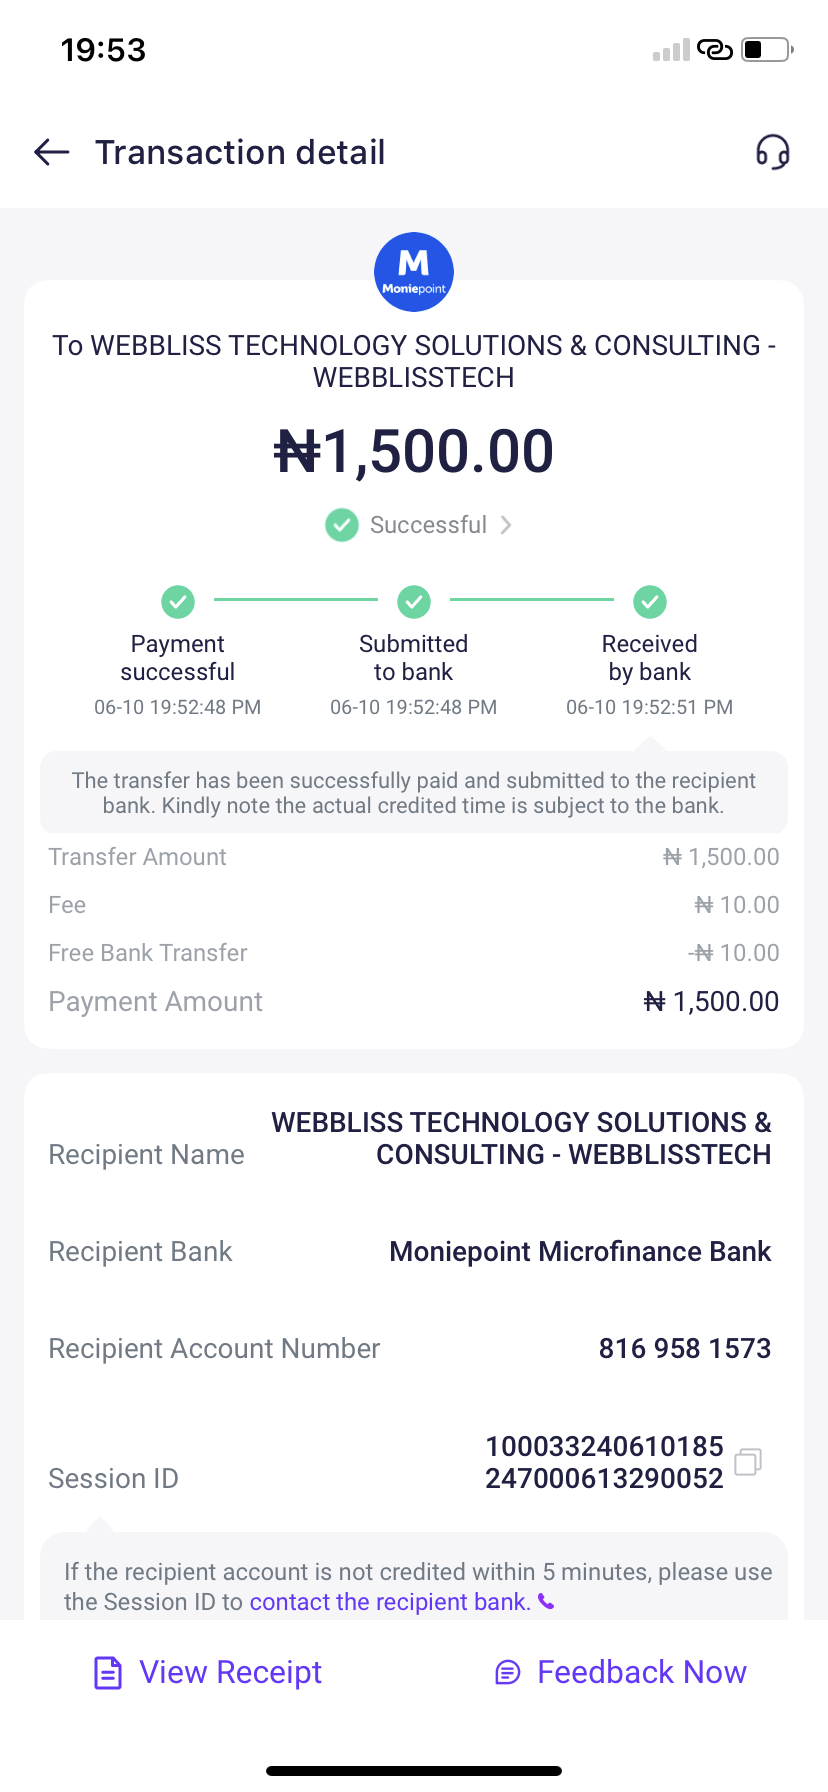 19:53
Transaction detail
M
Moniepoint
To WEBBLISS TECHNOLOGY SOLUTIONS & CONSULTING -
WEBBLISSTECH
₦1,500.00
Successful
Payment
successful
06-10 19:52:48 PM
Submitted
to bank
06-10 19:52:48 PM
Received
by bank
06-10 19:52:51 PM
The transfer has been successfully paid and submitted to the recipient
bank. Kindly note the actual credited time is subject to the bank.
Transfer Amount ₦ 1,500.00
Fee ₦ 10.00
Free Bank Transfer -₦ 10.00
Payment Amount ₦ 1,500.00
Recipient Name WEBBLISS TECHNOLOGY SOLUTIONS &
CONSULTING - WEBBLISSTECH
Recipient Bank Moniepoint Microfinance Bank
Recipient Account Number 816 958 1573
Session ID 100033240610185
247000613290052
If the recipient account is not credited within 5 minutes, please use
the Session ID to contact the recipient bank.
View Receipt Feedback Now